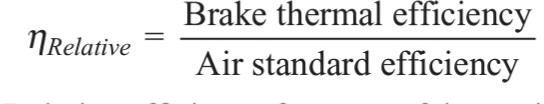 η_Relative = Brake thermal efficiency / Air standard efficiency